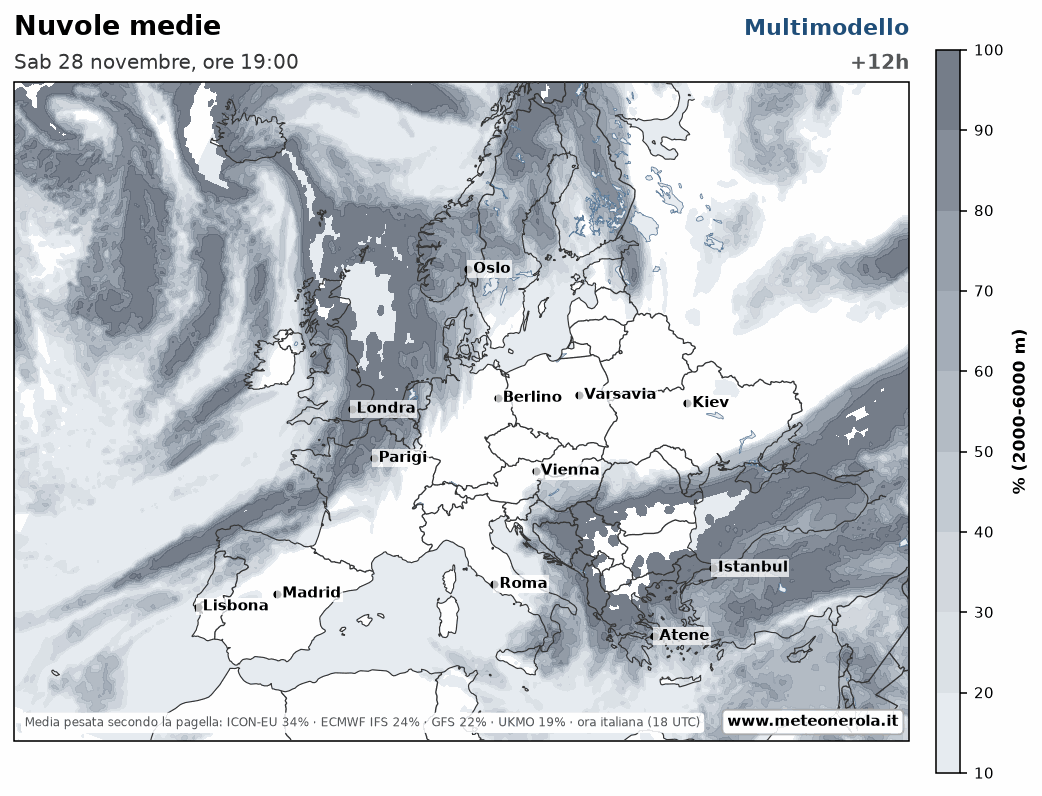 Nuvole medie
Multimodello
Sab 28 novembre, ore 19:00
+12h
100
90
80
70
60
50
40
30
20
10
% (2000-6000 m)
Oslo
Berlino
Varsavia
Kiev
Londra
Parigi
Vienna
Istanbul
Roma
Madrid
Lisbona
Atene
Media pesata secondo la pagella: ICON-EU 34% · ECMWF IFS 24% · GFS 22% · UKMO 19% · ora italiana (18 UTC)
www.meteonerola.it